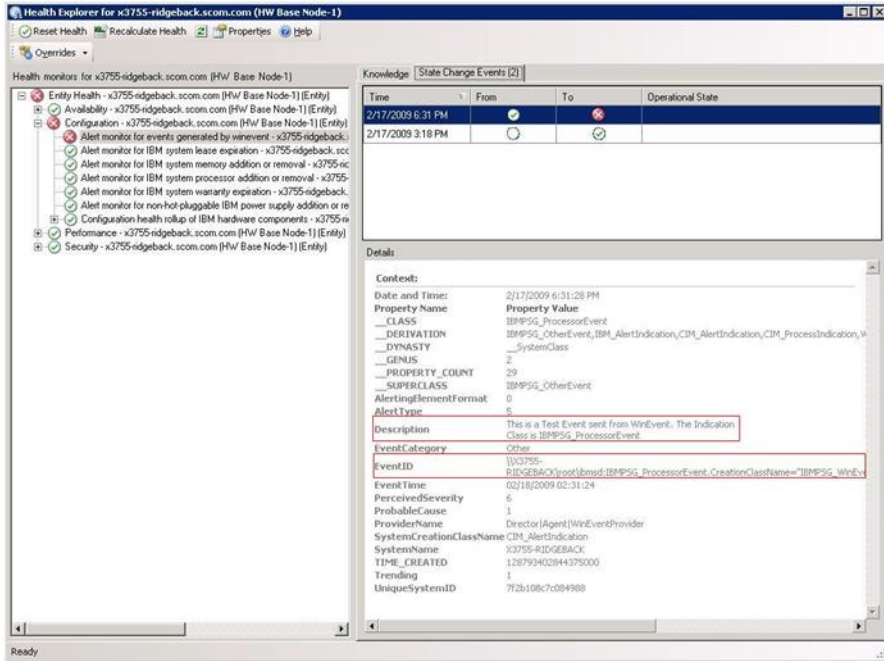 Health Explorer for x3755-ridgeback.scom.com (HW Base Node-1)
Reset Health Recalculate Health Properties Help
Overrides
Health monitors for x3755-ridgeback.scom.com (HW Base Node-1)
Entity Health - x3755-ridgeback.scom.com (HW Base Node-1) (Entity)
Availability - x3755-ridgeback.scom.com (HW Base Node-1) (Entity)
Configuration - x3755-ridgeback.scom.com (HW Base Node-1) (Entity)
Alert monitor for events generated by winevent - x3755-ridgeback.
Alert monitor for IBM system lease expiration - x3755-ridgeback.scc
Alert monitor for IBM system memory addition or removal - x3755-ric
Alert monitor for IBM system processor addition or removal - x3755-
Alert monitor for IBM system warranty expiration - x3755-ridgeback.
Alert monitor for non-hot-pluggable IBM power supply addition or re
Configuration health rollup of IBM hardware components - x3755-ri
Performance - x3755-ridgeback.scom.com (HW Base Node-1) (Entity)
Security - x3755-ridgeback.scom.com (HW Base Node-1) (Entity)
Knowledge State Change Events (2)
Time From To Operational State
2/17/2009 6:31 PM
2/17/2009 3:18 PM
Details
Context:
Date and Time: 2/17/2009 6:31:28 PM
Property Name Property Value
__CLASS IBMPSG_ProcessorEvent
__DERIVATION IBMPSG_OtherEvent,IBM_AlertIndication,CIM_AlertIndication,CIM_ProcessIndication,
__DYNASTY __SystemClass
__GENUS 2
__PROPERTY_COUNT 29
__SUPERCLASS IBMPSG_OtherEvent
AlertingElementFormat 0
AlertType 5
Description This is a Test Event sent from WinEvent. The Indication
Class is IBMPSG_ProcessorEvent
EventCategory Other
EventID \\X3755-
RIDGEBACK\root\ibmsd:IBMPSG_ProcessorEvent.CreationClassName="IBMPSG_WinEv
EventTime 02/18/2009 02:31:24
PerceivedSeverity 6
ProbableCause 1
ProviderName Director|Agent|WinEventProvider
SystemCreationClassName CIM_AlertIndication
SystemName X3755-RIDGEBACK
TIME_CREATED 128793402844375000
Trending 1
UniqueSystemID 7f2b108c7c084988
Ready